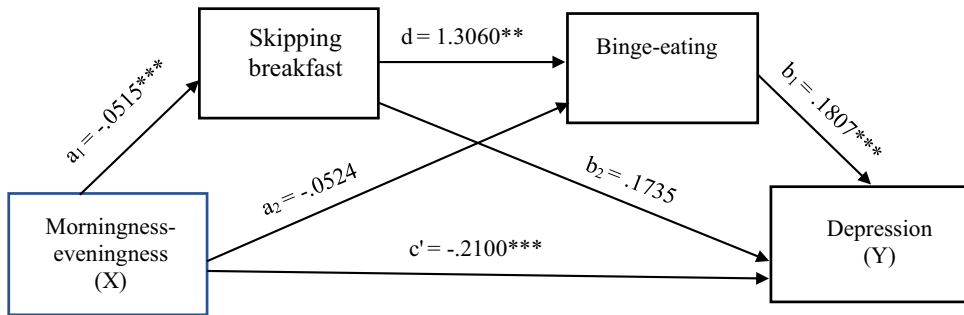 Skipping
breakfast
d = 1.3060**
Binge-eating
a₁ = -.0515***
b₁ = .1807***
a₂ = -.0524
b₂ = .1735
Morningness-
eveningness
(X)
c' = -.2100***
Depression
(Y)